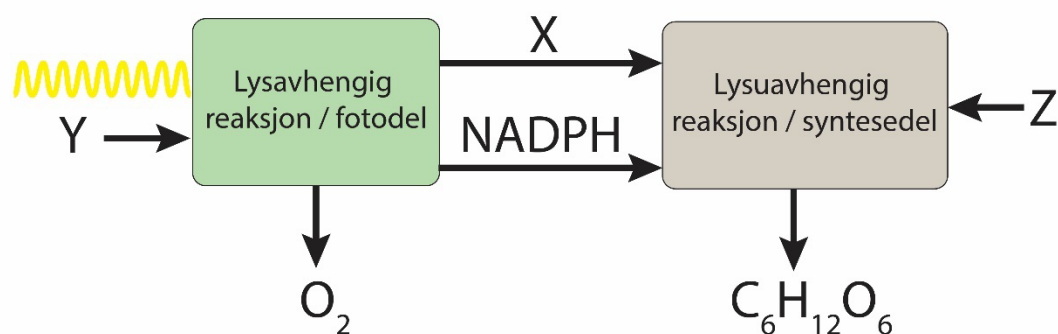 X
Lysavhengig
reaksjon / fotodel
Lysuavhengig
reaksjon / syntesedel
Y
NADPH
Z
O₂
C₆H₁₂O₆